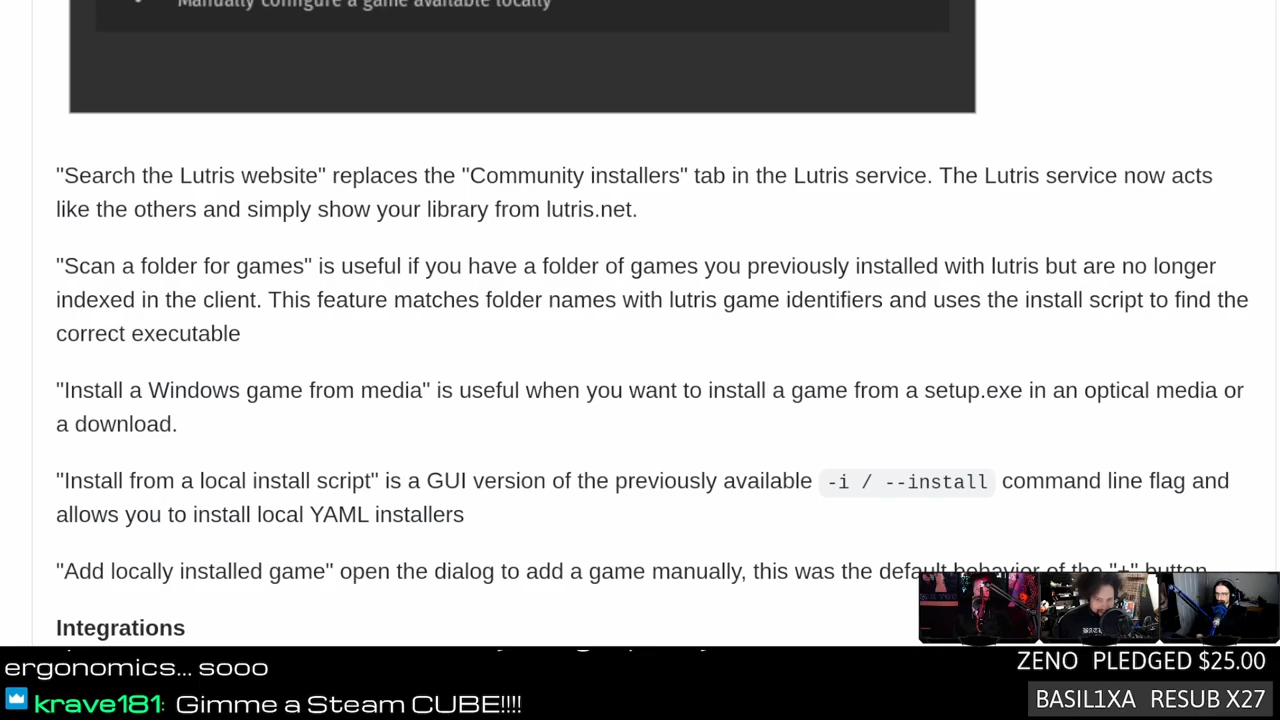 • Manually configure a game available locally
"Search the Lutris website" replaces the "Community installers" tab in the Lutris service. The Lutris service now acts
like the others and simply show your library from lutris.net.
"Scan a folder for games" is useful if you have a folder of games you previously installed with lutris but are no longer
indexed in the client. This feature matches folder names with lutris game identifiers and uses the install script to find the
correct executable
"Install a Windows game from media" is useful when you want to install a game from a setup.exe in an optical media or
a download.
"Install from a local install script" is a GUI version of the previously available -i / --install command line flag and
allows you to install local YAML installers
"Add locally installed game" open the dialog to add a game manually, this was the default behavior of the "+" button
Integrations
ergonomics... sooo
ZENO PLEDGED $25.00
krave181: Gimme a Steam CUBE!!!!
BASIL1XA RESUB X27